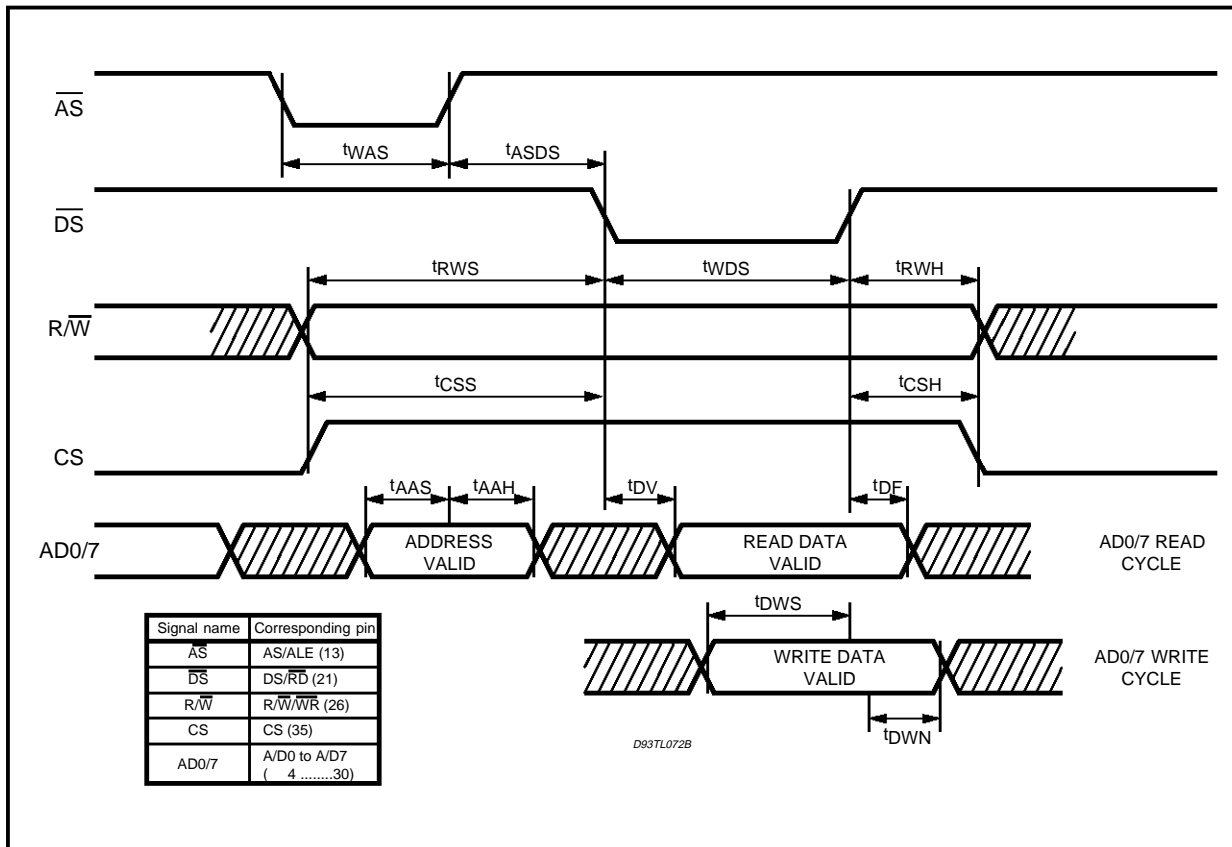 AS
tWAS
tASDS
DS
tRWS
tWDS
tRWH
R/W
tCSS
tCSH
CS
tAAS
tAAH
tDV
tDF
AD0/7
ADDRESS
VALID
READ DATA
VALID
AD0/7 READ
CYCLE
tDWS
WRITE DATA
VALID
AD0/7 WRITE
CYCLE
tDWN
Signal name Corresponding pin
AS AS/ALE (13)
DS DS/RD (21)
R/W R/W/WR (26)
CS CS (35)
AD0/7 A/D0 to A/D7
( 4 ........30)
D93TL072B